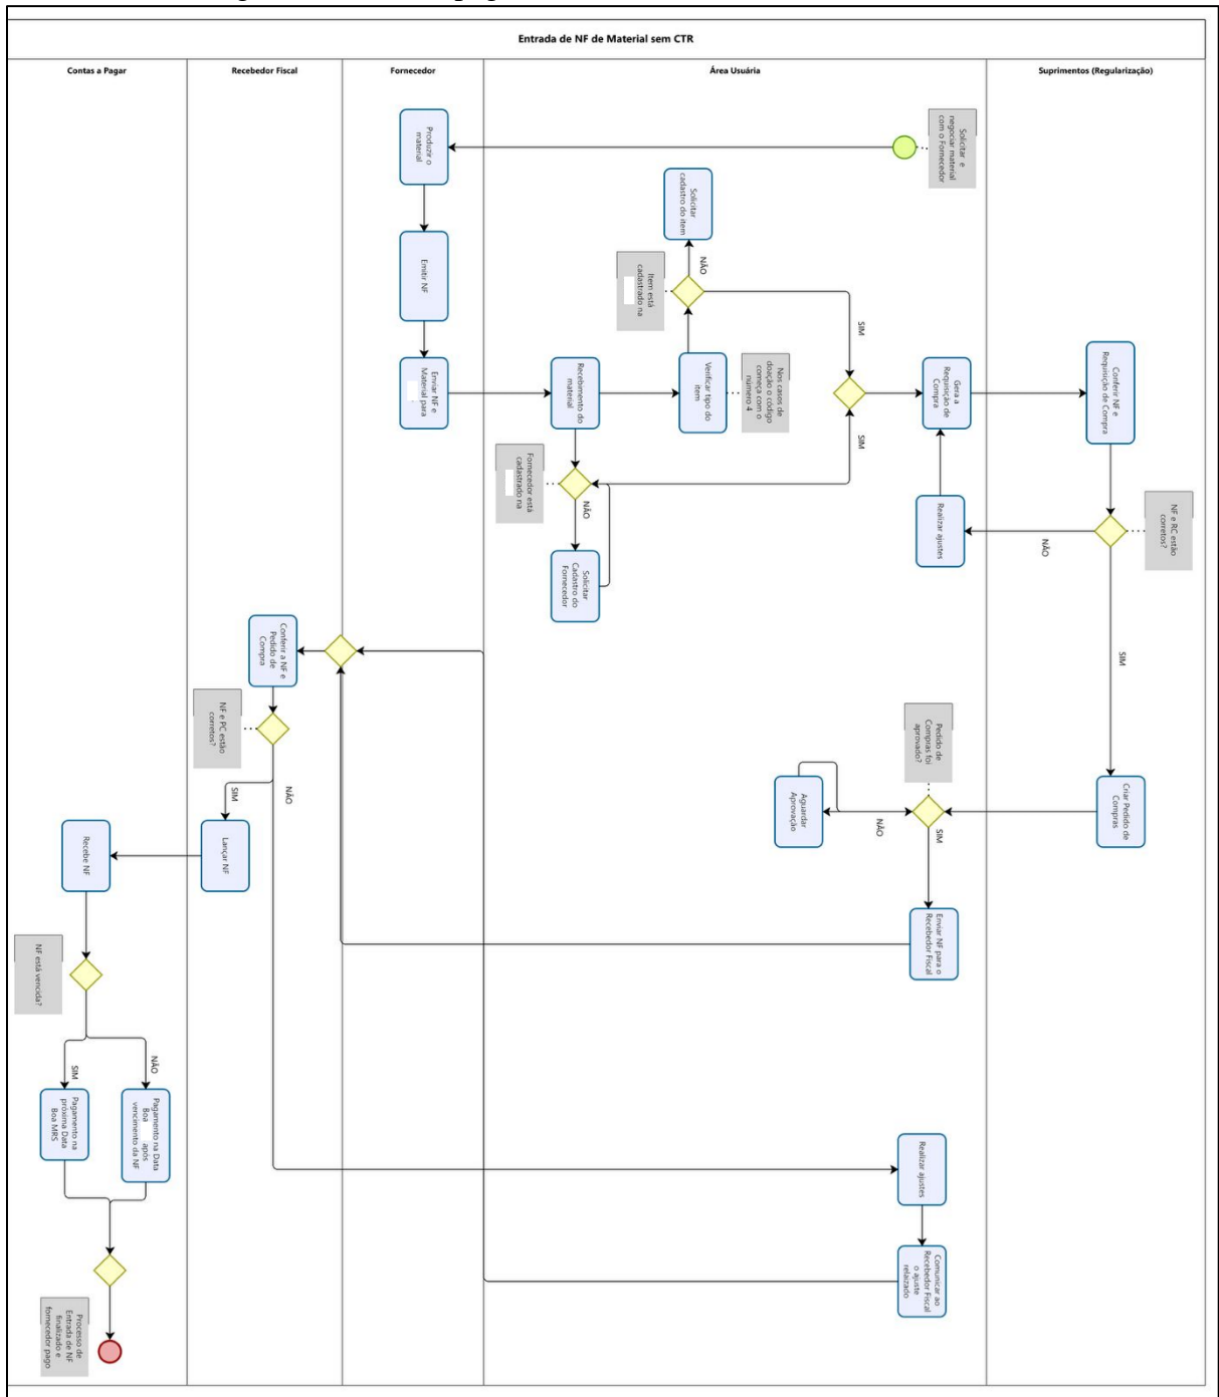 Entrada de NF de Material sem CTR
Contas a Pagar
Recebedor Fiscal
Fornecedor
Área Usuária
Suprimentos (Regularização)
Solicitar e
negociar material
com o Fornecedor
Produzir o
material
Emitir NF
Enviar NF e
Material para
Recebimento do
material
Verificar tipo do
item
Nos casos de
doação o código
começa com o
número 4
Item está
cadastrado na
NÃO
Solicitar
cadastro do item
SIM
Fornecedor está
cadastrado na
NÃO
Solicitar
Cadastro do
Fornecedor
SIM
Gera a
Requisição de
Compra
Conferir NF e
Requisição de Compra
NF e RC estão
corretos?
NÃO
Realizar ajustes
SIM
Criar Pedido de
Compras
Pedido de
Compras foi
aprovado?
NÃO
Aguardar
Aprovação
SIM
Enviar NF para o
Recebedor Fiscal
Conferir a NF e
Pedido de
Compra
NF e PC estão
corretos?
NÃO
SIM
Lançar NF
Realizar ajustes
Comunicar ao
Recebedor Fiscal
o ajuste
relaizado
Recebe NF
NF está vencida?
NÃO
Pagamento na Data
Boa após
vencimento da NF
SIM
Pagamento na
próxima Data
Boa MRS
Processo de
Entrada de NF
finalizado e
fornecedor pago